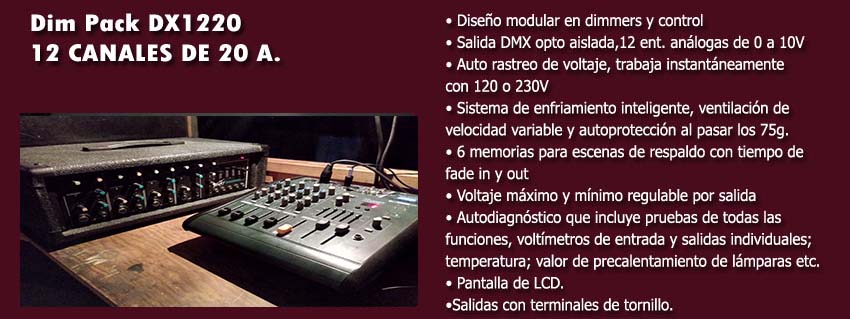 Dim Pack DX1220
12 CANALES DE 20 A.
• Diseño modular en dimmers y control
• Salida DMX opto aislada,12 ent. análogas de 0 a 10V
• Auto rastreo de voltaje, trabaja instantáneamente
con 120 o 230V
• Sistema de enfriamiento inteligente, ventilación de
velocidad variable y autoprotección al pasar los 75g.
• 6 memorias para escenas de respaldo con tiempo de
fade in y out
• Voltaje máximo y mínimo regulable por salida
• Autodiagnóstico que incluye pruebas de todas las
funciones, voltímetros de entrada y salidas individuales;
temperatura; valor de precalentamiento de lámparas etc.
• Pantalla de LCD.
•Salidas con terminales de tornillo.